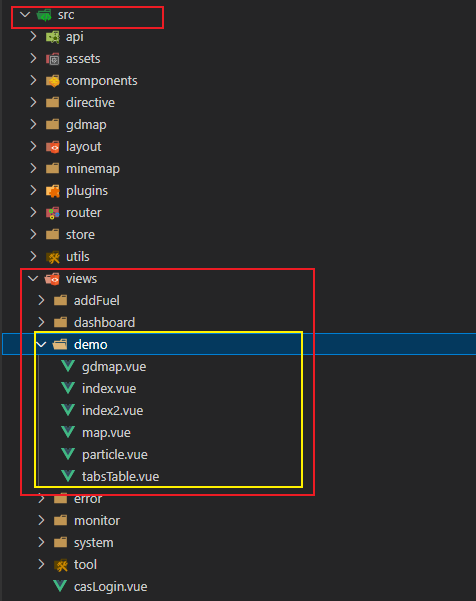 src
api
assets
components
directive
gdmap
layout
minemap
plugins
router
store
utils
views
addFuel
dashboard
demo
gdmap.vue
index.vue
index2.vue
map.vue
particle.vue
tabsTable.vue
error
monitor
system
tool
casLogin.vue